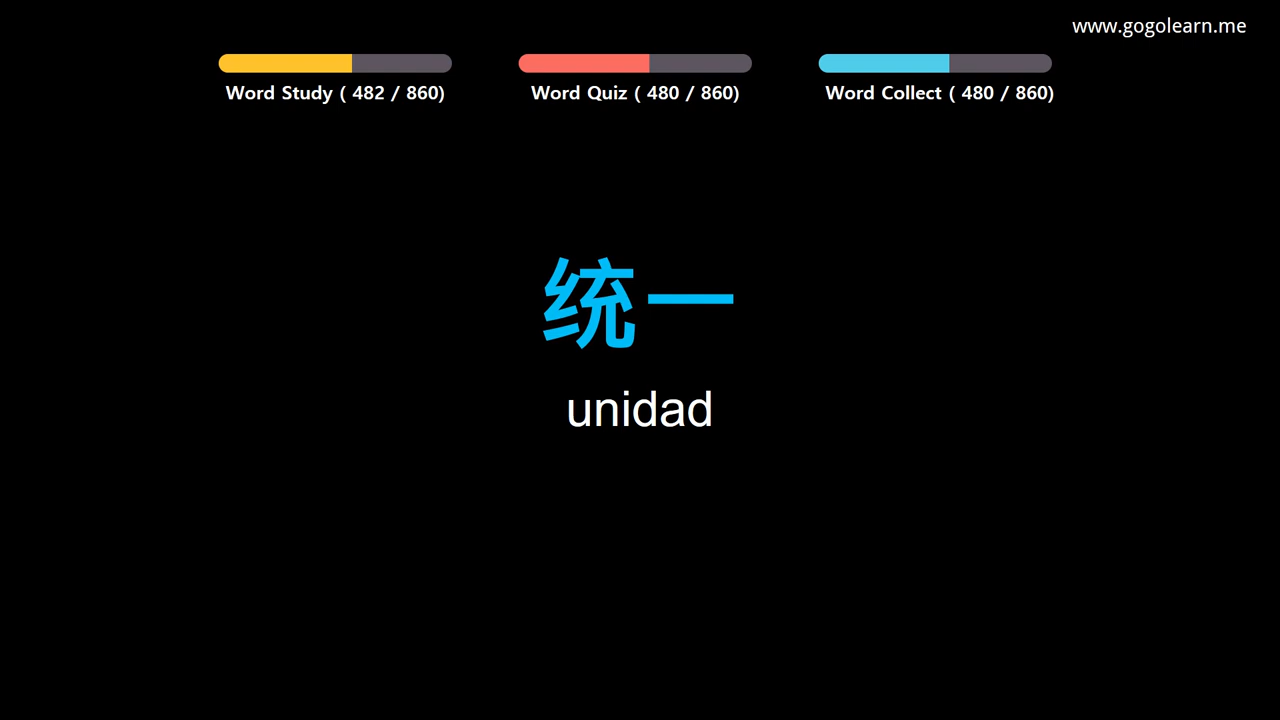 www.gogolearn.me
Word Study ( 482 / 860)
Word Quiz ( 480 / 860)
Word Collect ( 480 / 860)
统一
unidad